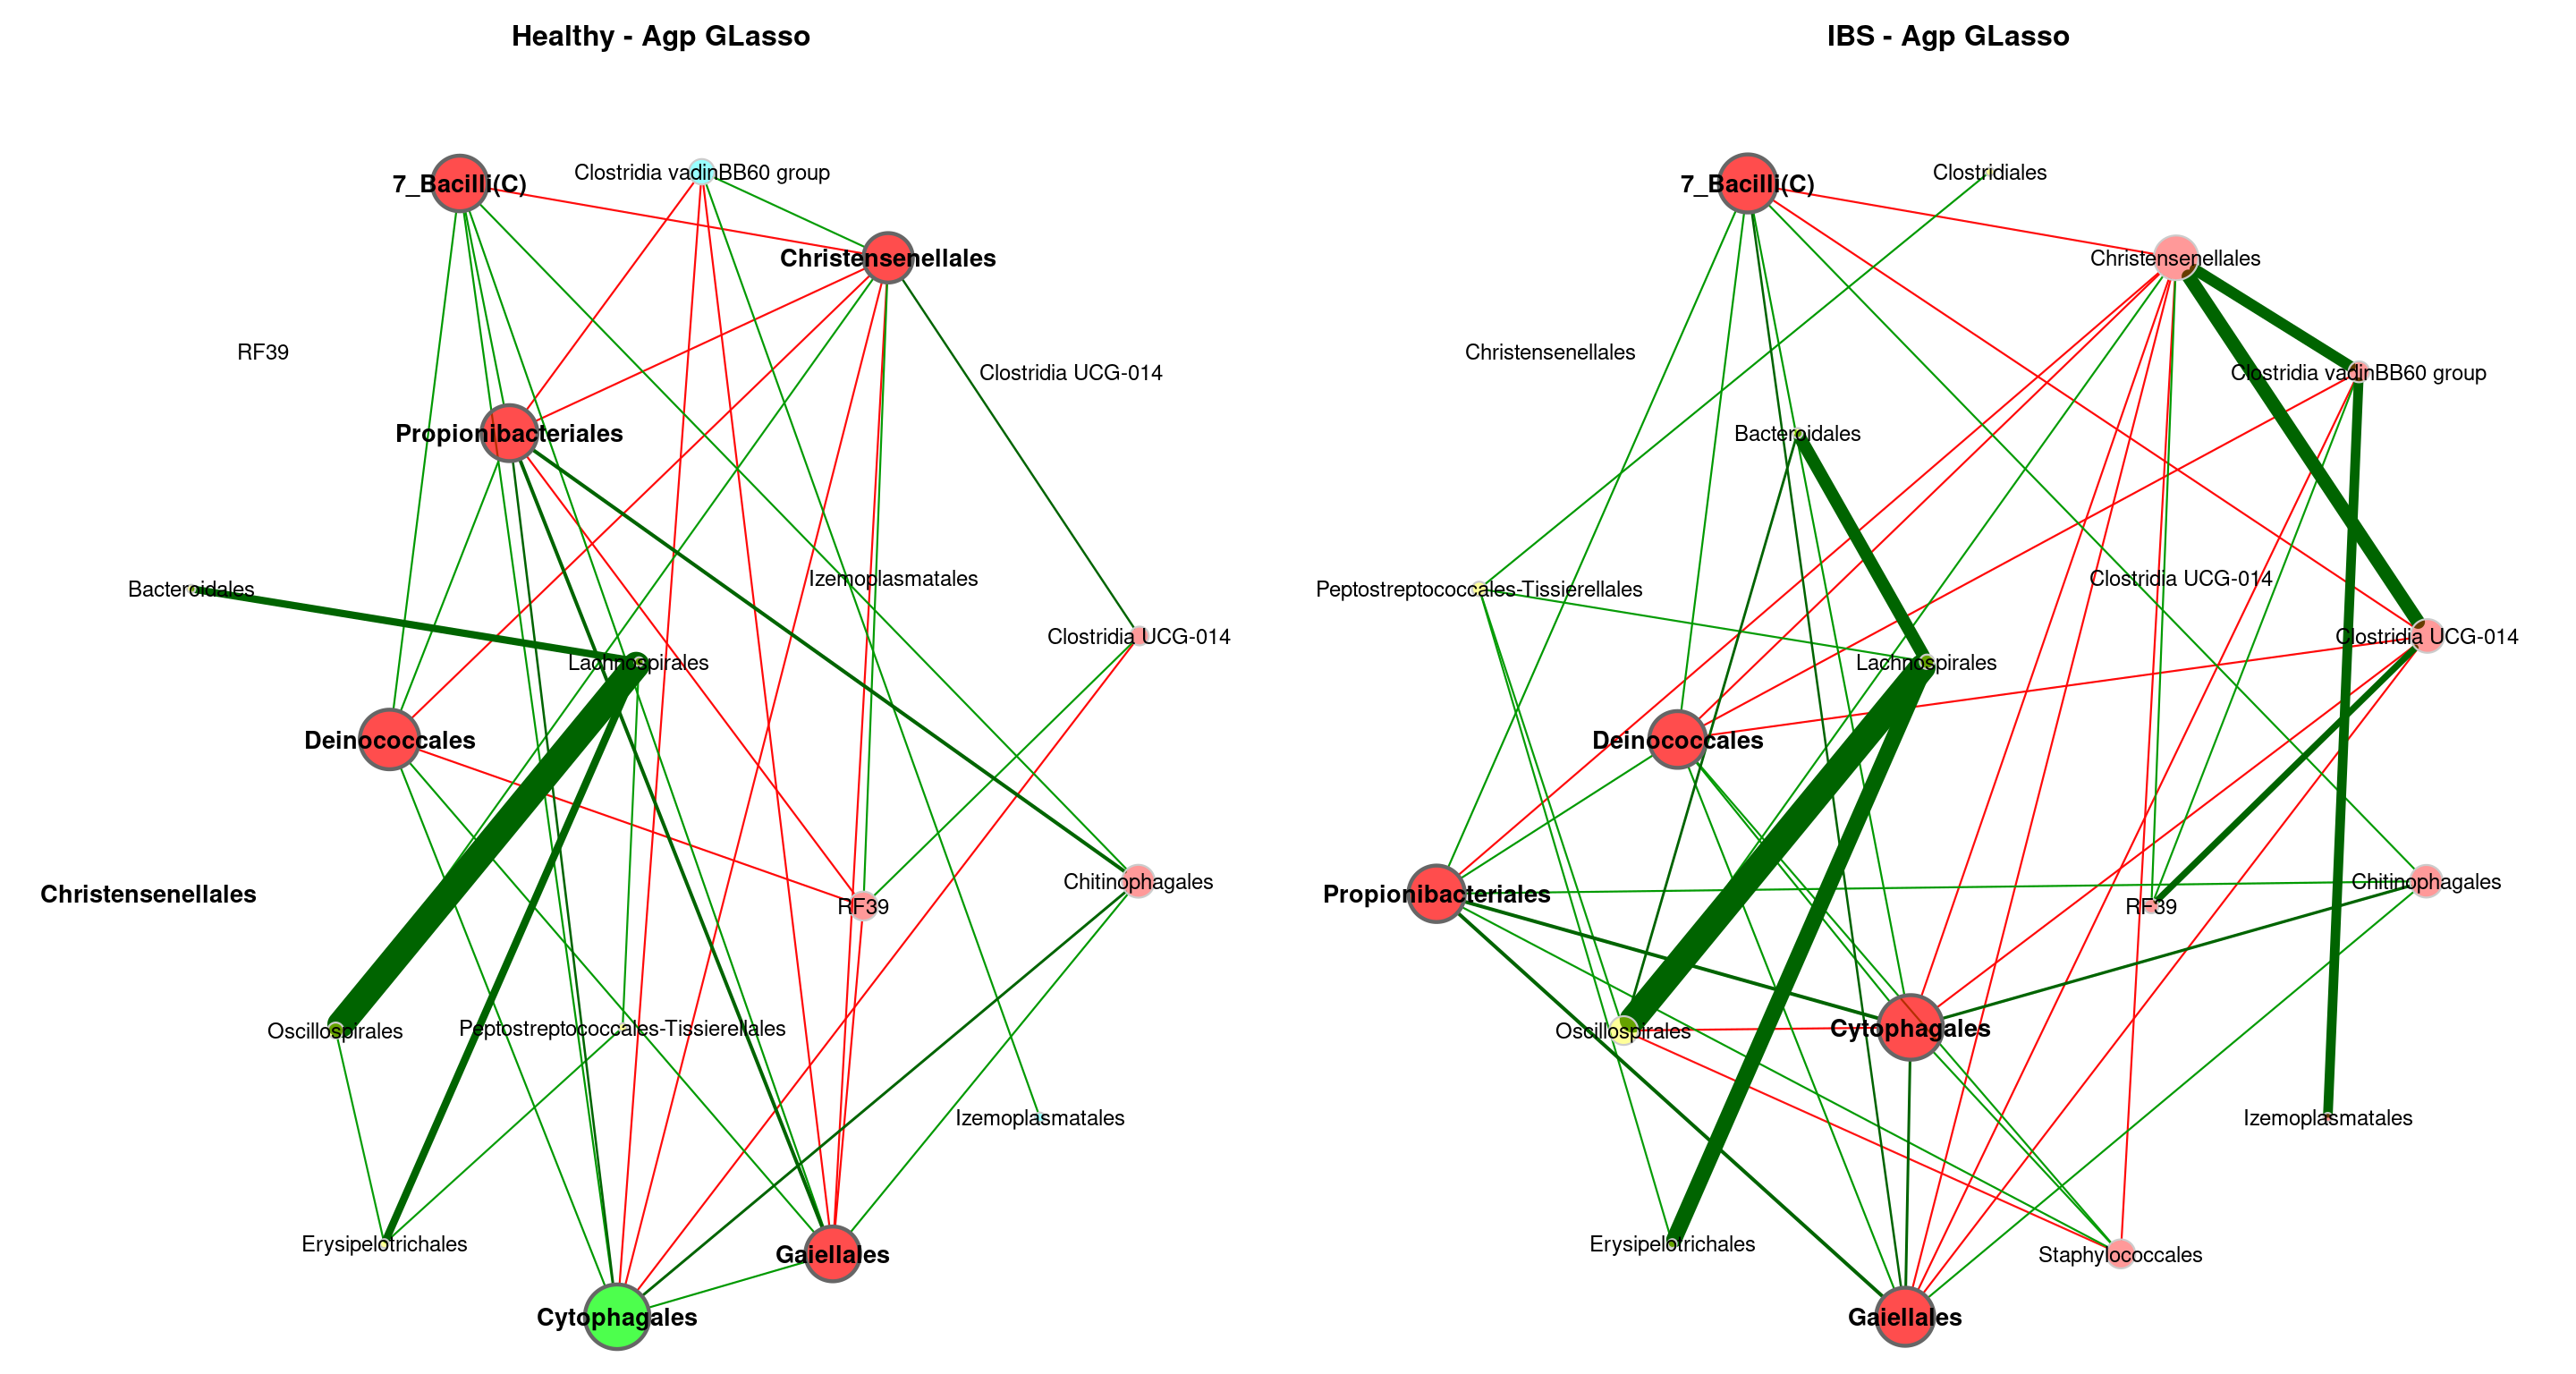 Healthy - Agp GLasso
7_Bacilli(C)
Clostridia vadinBB60 group
Christensenellales
RF39
Clostridia UCG-014
Propionibacteriales
Izemoplasmatales
Bacteroidales
Clostridia UCG-014
Lachnospirales
Deinococcales
Chitinophagales
Christensenellales
RF39
Oscillospirales
Peptostreptococcales-Tissierellales
Izemoplasmatales
Erysipelotrichales
Gaiellales
Cytophagales
IBS - Agp GLasso
7_Bacilli(C)
Clostridiales
Christensenellales
Christensenellales
Clostridia vadinBB60 group
Bacteroidales
Peptostreptococcales-Tissierellales
Clostridia UCG-014
Clostridia UCG-014
Lachnospirales
Deinococcales
Chitinophagales
Propionibacteriales
RF39
Oscillospirales
Cytophagales
Izemoplasmatales
Erysipelotrichales
Staphylococcales
Gaiellales